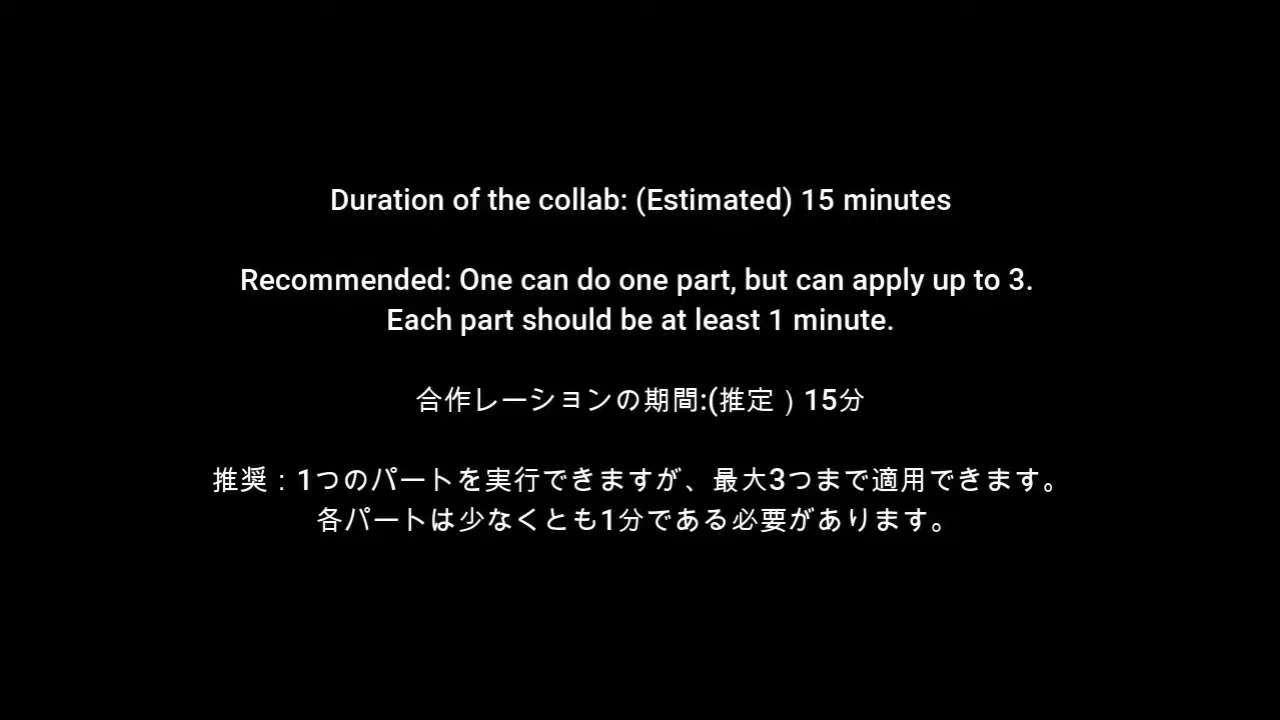 Duration of the collab: (Estimated) 15 minutes
Recommended: One can do one part, but can apply up to 3.
Each part should be at least 1 minute.
合作レーションの期間:(推定）15分
推奨：1つのパートを実行できますが、最大3つまで適用できます。
各パートは少なくとも1分である必要があります。